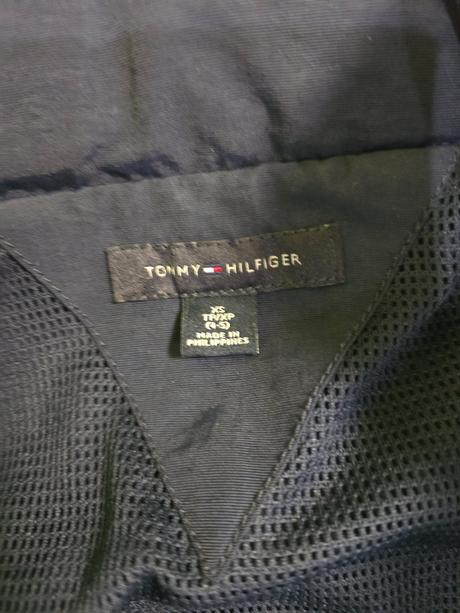 TOMMY HILFIGER
XS
TP/XP
(4-5)
MADE IN
PHILIPPINES